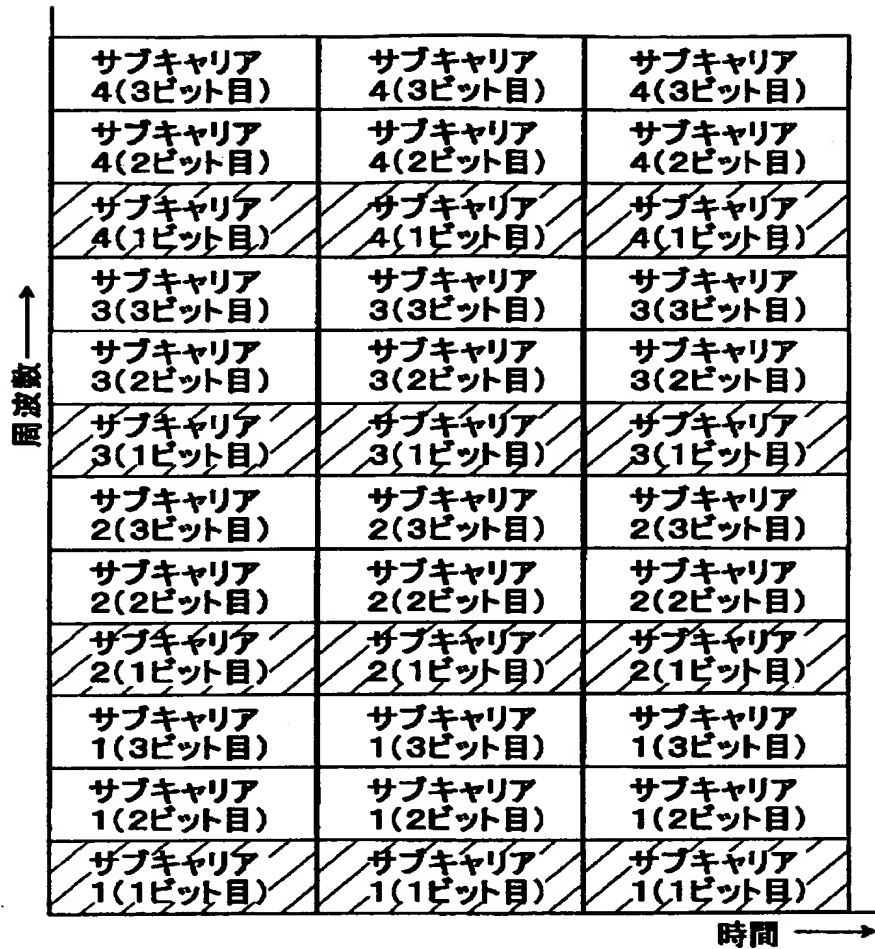 サブキャリア サブキャリア サブキャリア
4(3ビット目) 4(3ビット目) 4(3ビット目)
サブキャリア サブキャリア サブキャリア
4(2ビット目) 4(2ビット目) 4(2ビット目)
サブキャリア サブキャリア サブキャリア
4(1ビット目) 4(1ビット目) 4(1ビット目)
サブキャリア サブキャリア サブキャリア
3(3ビット目) 3(3ビット目) 3(3ビット目)
サブキャリア サブキャリア サブキャリア
3(2ビット目) 3(2ビット目) 3(2ビット目)
サブキャリア サブキャリア サブキャリア
3(1ビット目) 3(1ビット目) 3(1ビット目)
サブキャリア サブキャリア サブキャリア
2(3ビット目) 2(3ビット目) 2(3ビット目)
サブキャリア サブキャリア サブキャリア
2(2ビット目) 2(2ビット目) 2(2ビット目)
サブキャリア サブキャリア サブキャリア
2(1ビット目) 2(1ビット目) 2(1ビット目)
サブキャリア サブキャリア サブキャリア
1(3ビット目) 1(3ビット目) 1(3ビット目)
サブキャリア サブキャリア サブキャリア
1(2ビット目) 1(2ビット目) 1(2ビット目)
サブキャリア サブキャリア サブキャリア
1(1ビット目) 1(1ビット目) 1(1ビット目)
周波数
時間